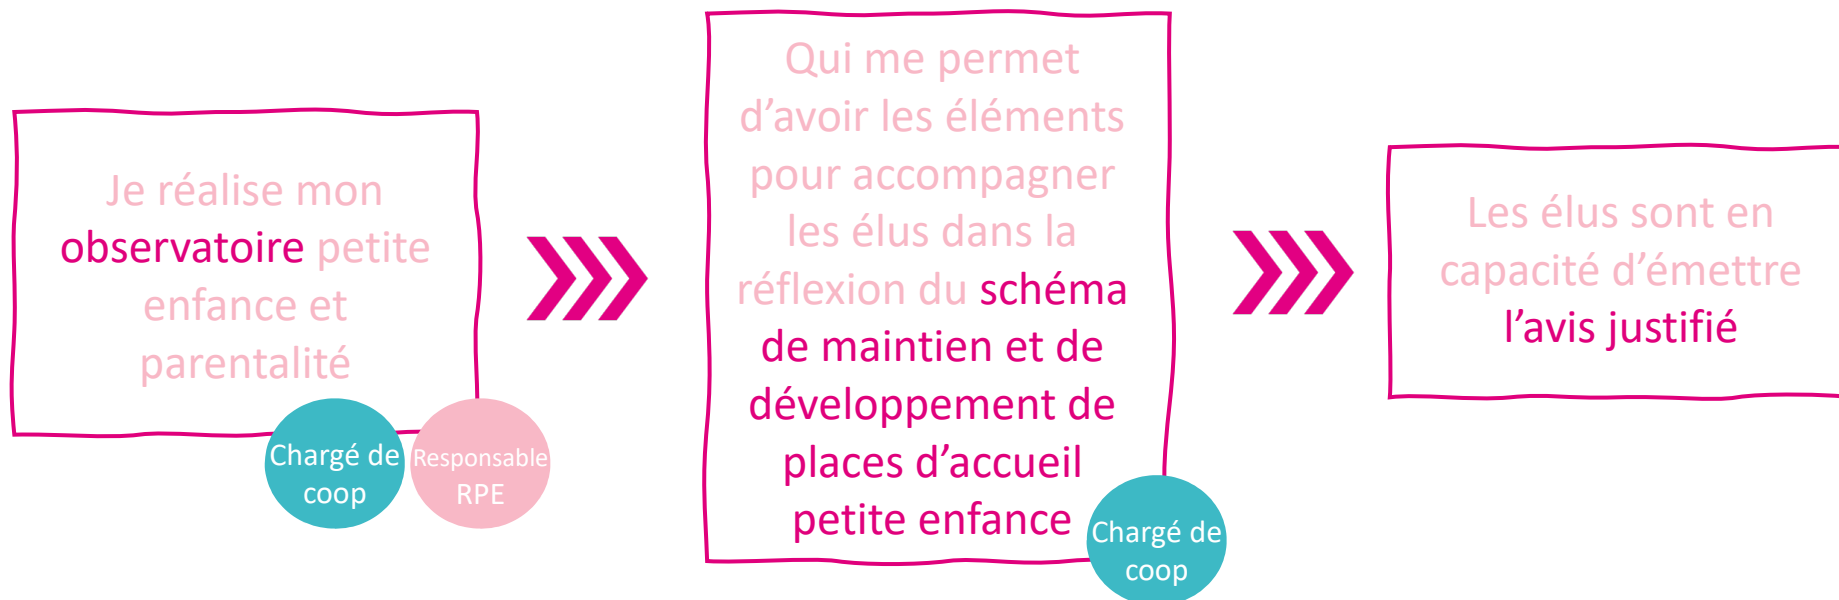 Je réalise mon
observatoire petite
enfance et
parentalité
Chargé de
coop
Responsable
RPE
Qui me permet
d’avoir les éléments
pour accompagner
les élus dans la
réflexion du schéma
de maintien et de
développement de
places d’accueil
petite enfance
Chargé de
coop
Les élus sont en
capacité d’émettre
l’avis justifié